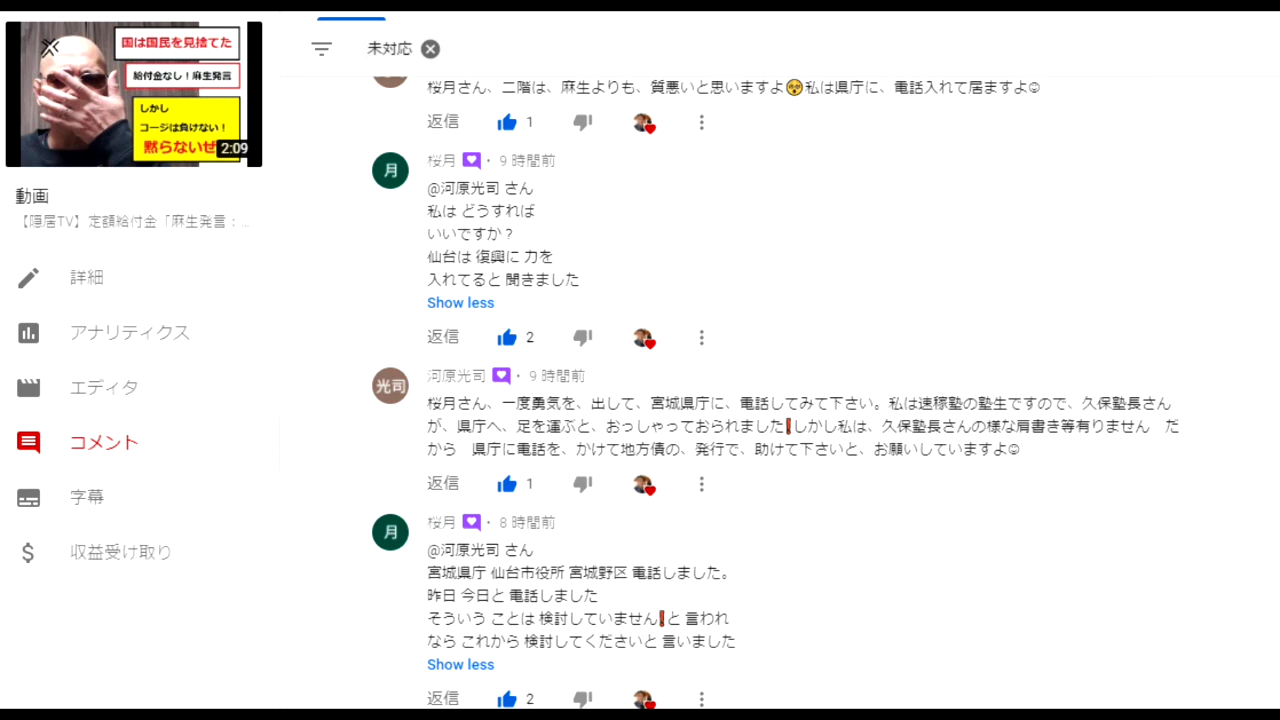 国は国民を見捨てた
給付金なし!麻生発言
しかし
コージは負けない!
黙らないぜ
2:09
動画
【隠居TV】定額給付金「麻生発言:...
詳細
アナリティクス
エディタ
コメント
字幕
収益受け取り
未対応
桜月さん、二階は、麻生よりも、質悪いと思いますよ🥺私は県庁に、電話入れて居ますよ☺
返信 1
月
桜月 · 9 時間前
@河原光司 さん
私は どうすれば
いいですか?
仙台は 復興に 力を
入れてると 聞きました
Show less
返信 2
光司
河原光司 · 9 時間前
桜月さん、一度勇気を、出して、宮城県庁に、電話してみて下さい。私は速稼塾の塾生ですので、久保塾長さん
が、県庁へ、足を運ぶと、おっしゃっておられました❗しかし私は、久保塾長さんの様な肩書き等有りません　だ
から　県庁に電話を、かけて地方債の、発行で、助けて下さいと、お願いしていますよ☺
返信 1
月
桜月 · 8 時間前
@河原光司 さん
宮城県庁 仙台市役所 宮城野区 電話しました。
昨日 今日と 電話しました
そういう ことは 検討していません❗と 言われ
なら これから 検討してくださいと 言いました
Show less
返信 2